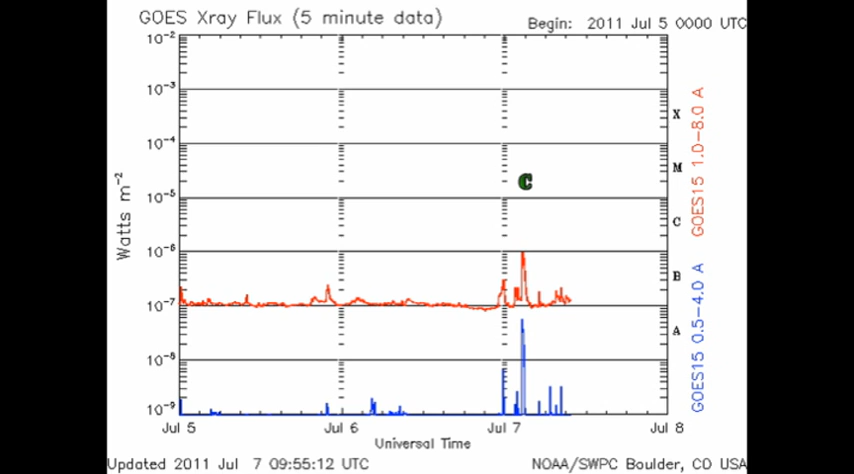 GOES Xray Flux (5 minute data)
Begin: 2011 Jul 5 0000 UTC
10-2
10-3
10-4
10-5
10-6
10-7
10-8
10-9
Watts m-2
X
M
C
B
A
C
GOES15 1.0-8.0 A
GOES15 0.5-4.0 A
Jul 5
Jul 6
Jul 7
Jul 8
Universal Time
Updated 2011 Jul 7 09:55:12 UTC
NOAA/SWPC Boulder, CO USA